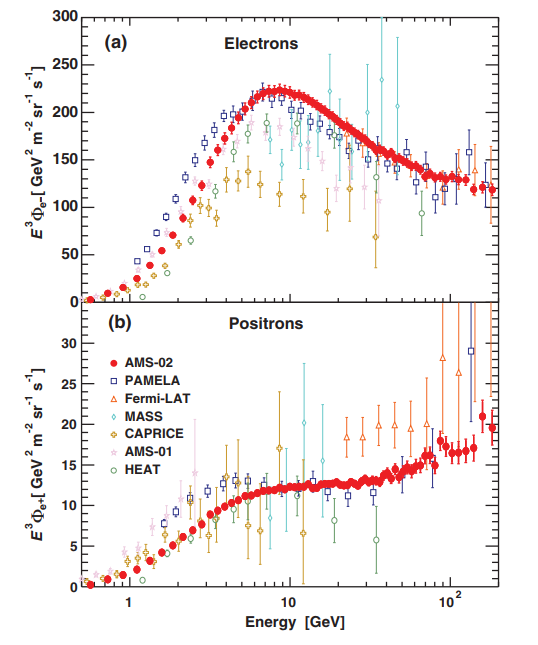 300
(a)
Electrons
250
200
150
100
50
0
E³Φe-[ GeV² m⁻² sr⁻¹ s⁻¹]
(b)
Positrons
30
25
20
15
10
5
0
E³Φe+[ GeV² m⁻² sr⁻¹ s⁻¹]
AMS-02
PAMELA
Fermi-LAT
MASS
CAPRICE
AMS-01
HEAT
1
10
10²
Energy [GeV]